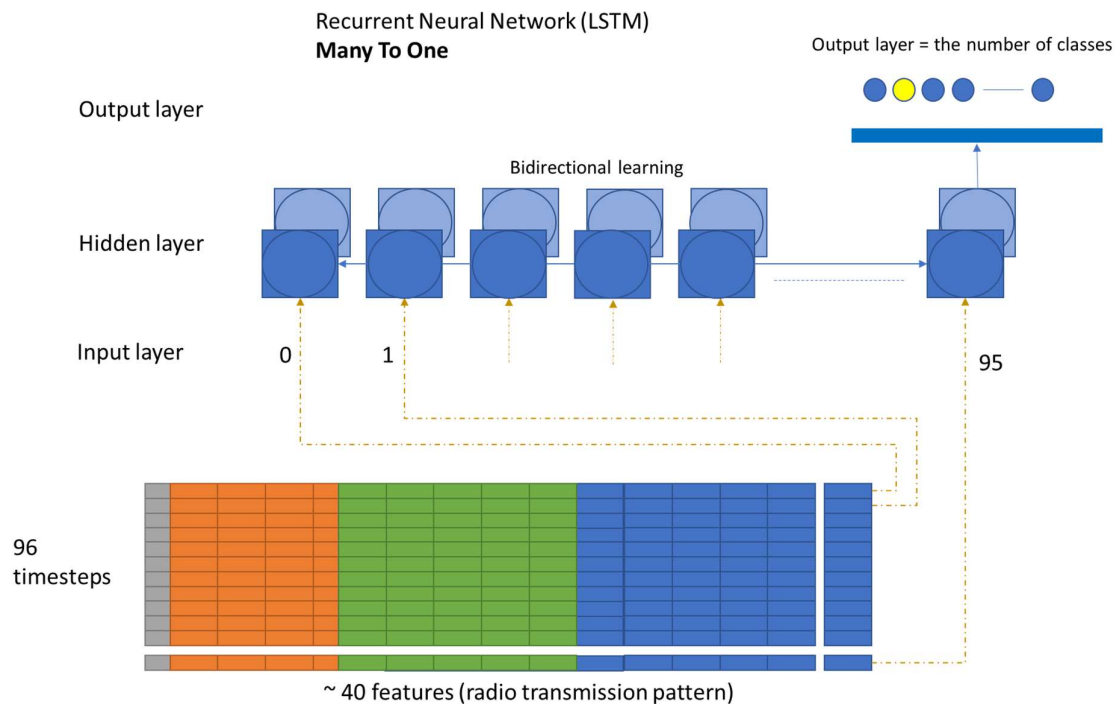 Recurrent Neural Network (LSTM)
Many To One
Output layer = the number of classes
Output layer
Bidirectional learning
Hidden layer
Input layer
0
1
95
96
timesteps
~ 40 features (radio transmission pattern)